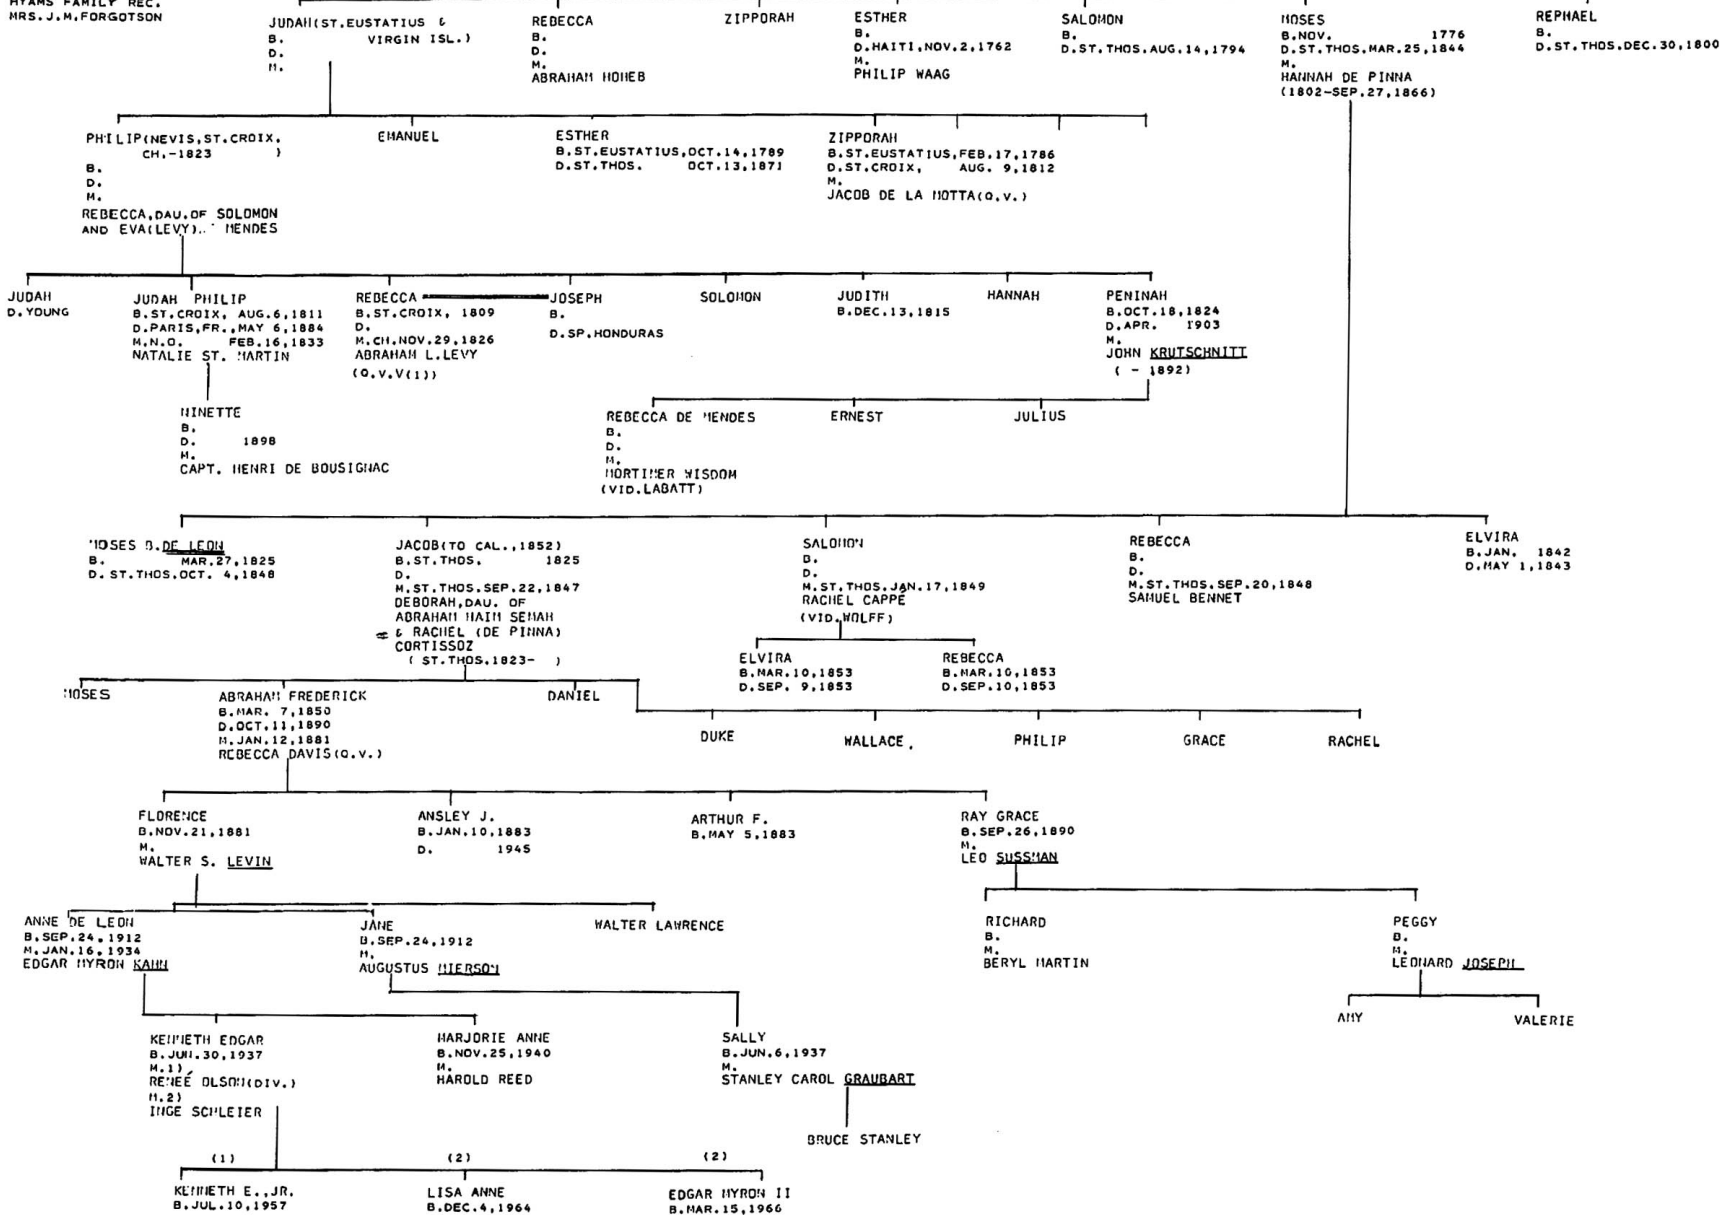 HYAMS FAMILY REC.
MRS.J.M.FORGOTSON
JUDAH(ST.EUSTATIUS &
B. VIRGIN ISL.)
D.
M.
REBECCA
B.
D.
M.
ABRAHAM HOHEB
ZIPPORAH
ESTHER
B.
D.HAITI,NOV.2,1762
M.
PHILIP WAAG
SALOMON
B.
D.ST.THOS.AUG.14,1794
MOSES
B.NOV. 1776
D.ST.THOS.MAR.25,1844
M.
HANNAH DE PINNA
(1802-SEP.27,1866)
REPHAEL
B.
D.ST.THOS.DEC.30,1800
PHILIP(NEVIS,ST.CROIX,
CH.-1823 )
B.
D.
M.
REBECCA,DAU.OF SOLOMON
AND EVA(LEVY).. MENDES
EMANUEL
ESTHER
B.ST.EUSTATIUS,OCT.14,1789
D.ST.THOS. OCT.13,1871
ZIPPORAH
B.ST.EUSTATIUS,FEB.17,1786
D.ST.CROIX, AUG. 9,1812
M.
JACOB DE LA MOTTA(Q.V.)
JUDAH
D.YOUNG
JUDAH PHILIP
B.ST.CROIX, AUG.6,1811
D.PARIS,FR.,MAY 6,1884
M.N.O. FEB.16,1833
NATALIE ST. MARTIN
REBECCA
B.ST.CROIX, 1809
D.
M.CH.NOV.29,1826
ABRAHAM L.LEVY
(Q.V.V(1))
JOSEPH
B.
D.SP.HONDURAS
SOLOMON
JUDITH
B.DEC.13,1815
HANNAH
PENINAH
B.OCT.18,1824
D.APR. 1903
M.
JOHN KRUTSCHNITT
( - 1892)
NINETTE
B.
D. 1898
M.
CAPT. HENRI DE BOUSIGNAC
REBECCA DE MENDES
B.
D.
M.
MORTIMER WISDOM
(VID.LABATT)
ERNEST
JULIUS
MOSES B.DE LEON
B. MAR.27,1825
D. ST.THOS.OCT. 4,1848
JACOB(TO CAL.,1852)
B.ST.THOS. 1825
D.
M.ST.THOS.SEP.22,1847
DEBORAH,DAU. OF
ABRAHAM HAIM SEMAH
& RACHEL (DE PINNA)
CORTISSOZ
( ST.THOS.1823- )
SALOMON
B.
D.
M.ST.THOS.JAN.17,1849
RACHEL CAPPÉ
(VID.WOLFF)
REBECCA
B.
D.
M.ST.THOS.SEP.20,1848
SAMUEL BENNET
ELVIRA
B.JAN. 1842
D.MAY 1,1843
ELVIRA
B.MAR.10,1853
D.SEP. 9,1853
REBECCA
B.MAR.10,1853
D.SEP.10,1853
MOSES
ABRAHAM FREDERICK
B.MAR. 7,1850
D.OCT.11,1890
M.JAN.12,1881
REBECCA DAVIS(Q.V.)
DANIEL
DUKE
WALLACE.
PHILIP
GRACE
RACHEL
FLORENCE
B.NOV.21,1881
M.
WALTER S. LEVIN
ANSLEY J.
B.JAN.10,1883
D. 1945
ARTHUR F.
B.MAY 5,1883
RAY GRACE
B.SEP.26,1890
M.
LEO SUSSMAN
ANNE DE LEON
B.SEP.24,1912
M.JAN.16,1934
EDGAR MYRON KAHN
JANE
B.SEP.24,1912
M.
AUGUSTUS MIERSON
WALTER LAWRENCE
RICHARD
B.
M.
BERYL MARTIN
PEGGY
B.
M.
LEONARD JOSEPH
AMY
VALERIE
KENNETH EDGAR
B.JUN.30,1937
M.1)
RENEÉ OLSON(DIV.)
M.2)
INGE SCHLEIER
MARJORIE ANNE
B.NOV.25,1940
M.
HAROLD REED
SALLY
B.JUN.6,1937
M.
STANLEY CAROL GRAUBART
BRUCE STANLEY
(1)
(2)
(2)
KENNETH E.,JR.
B.JUL.10,1957
LISA ANNE
B.DEC.4,1964
EDGAR MYRON II
B.MAR.15,1966